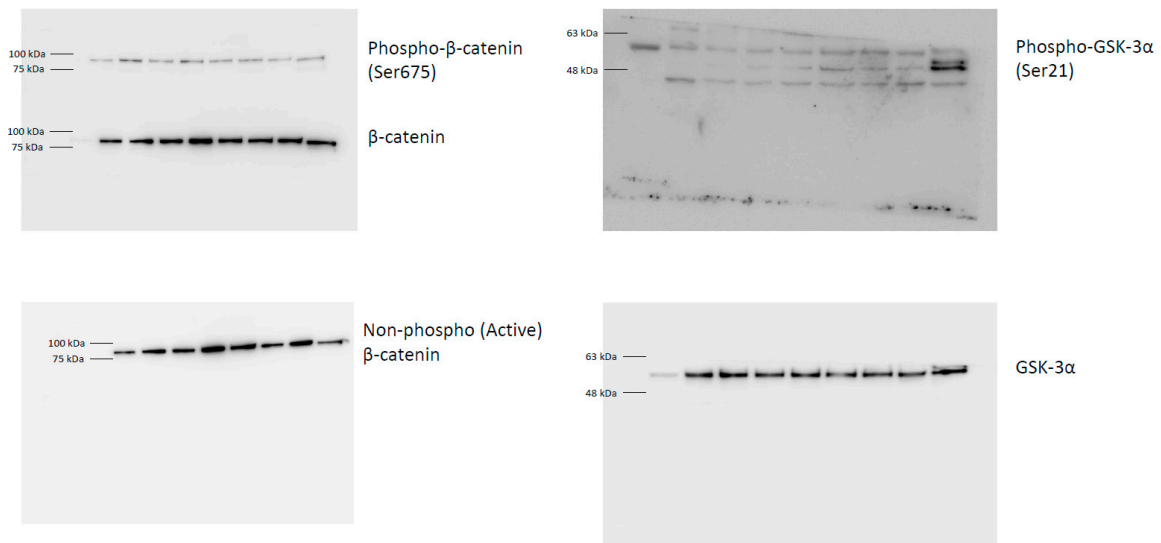 100 kDa
75 kDa
Phospho-β-catenin
(Ser675)
100 kDa
75 kDa
β-catenin
63 kDa
48 kDa
Phospho-GSK-3α
(Ser21)
100 kDa
75 kDa
Non-phospho (Active)
β-catenin
63 kDa
48 kDa
GSK-3α